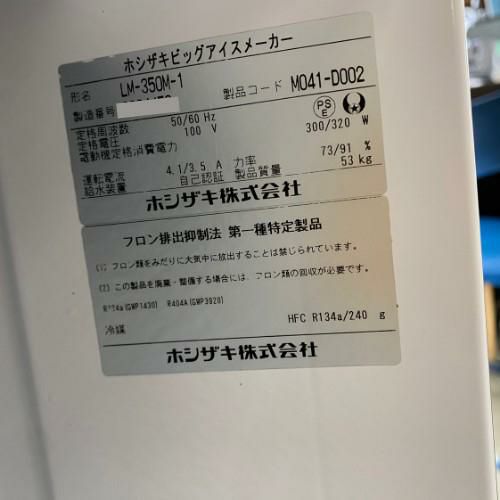 ホシザキビッグアイスメーカー
形名 LM-350M-1
製造番号
製品コード M041-D002
定格周波数 50/60 Hz
定格電圧 100 V
電動機定格消費電力 300/320 W
PS
E
運転電流 4.1/3.5 A 力率 73/91 %
給水装置 自己認証 製品質量 53 kg
ホシザキ株式会社
フロン排出抑制法 第一種特定製品
(1) フロン類をみだりに大気中に放出することは禁じられています。
(2) この製品を廃棄・整備する場合には、フロン類の回収が必要です。
R134a(GWP1430) R404A(GWP3920)
冷媒 HFC R134a/240 g
ホシザキ株式会社